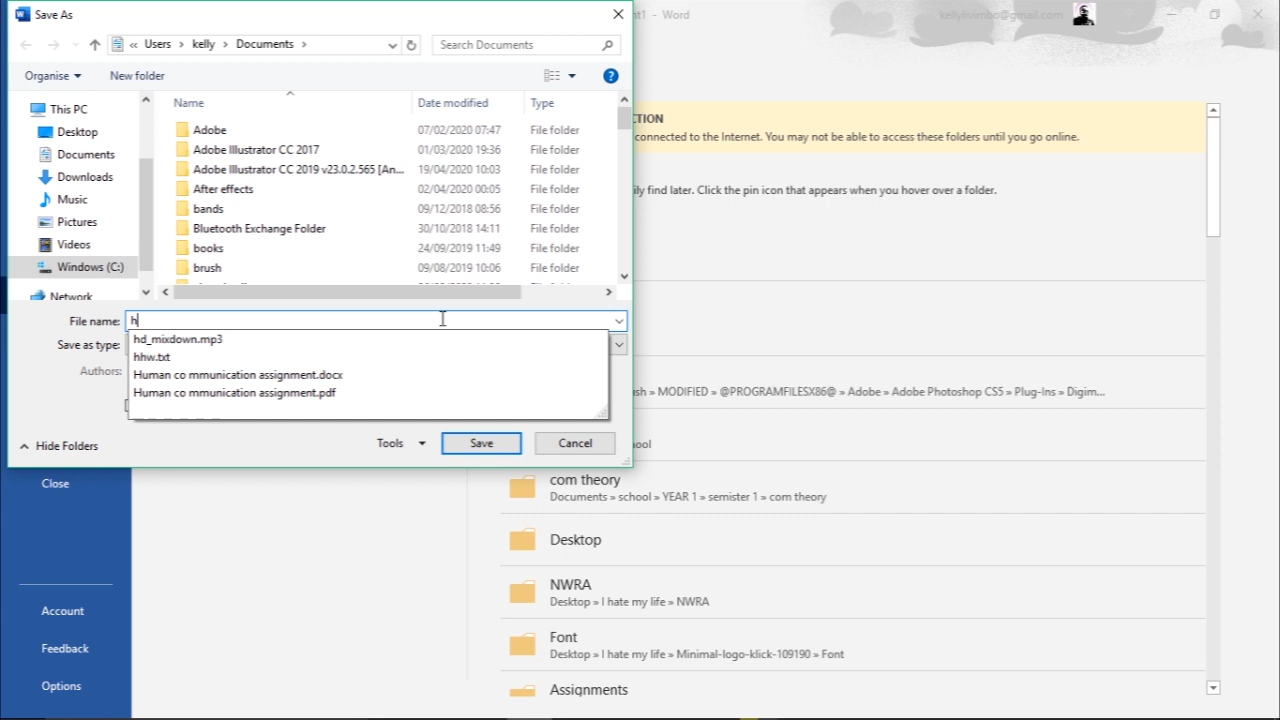 Save As
nt1 - Word
kellyhvimbo@gmail.com
« Users > kelly > Documents >
Search Documents
Organise
New folder
This PC
Desktop
Documents
Downloads
Music
Pictures
Videos
Windows (C:)
Network
Name Date modified Type
Adobe 07/02/2020 07:47 File folder
Adobe Illustrator CC 2017 01/03/2020 19:36 File folder
Adobe Illustrator CC 2019 v23.0.2.565 [An... 19/04/2020 10:03 File folder
After effects 02/04/2020 00:05 File folder
bands 09/12/2018 08:56 File folder
Bluetooth Exchange Folder 30/10/2018 14:11 File folder
books 24/09/2019 11:49 File folder
brush 09/08/2019 10:06 File folder
File name: h
Save as type:
Authors:
hd_mixdown.mp3
hhw.txt
Human co mmunication assignment.docx
Human co mmunication assignment.pdf
Hide Folders
Tools
Save
Cancel
Close
Account
Feedback
Options
CTION
connected to the Internet. You may not be able to access these folders until you go online.
ily find later. Click the pin icon that appears when you hover over a folder.
sh » MODIFIED » @PROGRAMFILESX86@ » Adobe » Adobe Photoshop CS5 » Plug-Ins » Digim...
ool
com theory
Documents » school » YEAR 1 » semister 1 » com theory
Desktop
NWRA
Desktop » I hate my life » NWRA
Font
Desktop » I hate my life » Minimal-logo-klick-109190 » Font
Assignments